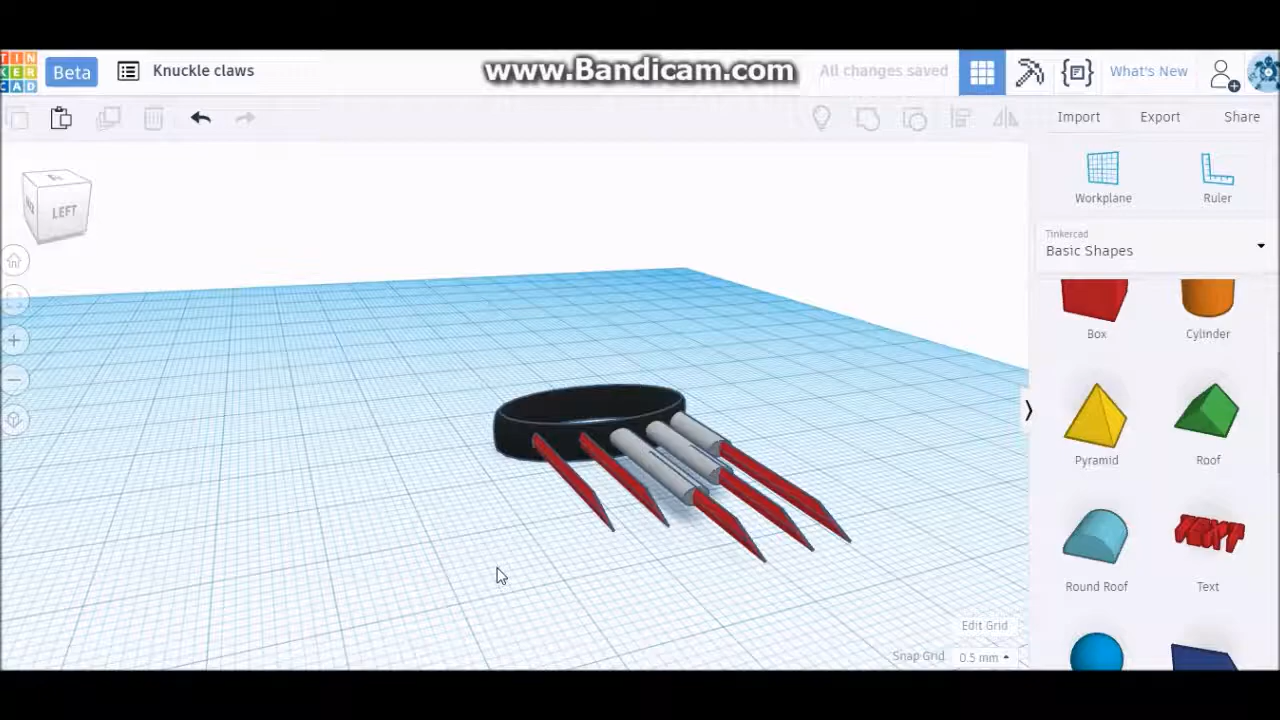 www.Bandicam.com
TIN
KER
CAD
Beta
Knuckle claws
All changes saved
What's New
Import
Export
Share
LEFT
Workplane
Ruler
Tinkercad
Basic Shapes
Box
Cylinder
Pyramid
Roof
TEXT
Round Roof
Text
Edit Grid
Snap Grid
0.5 mm